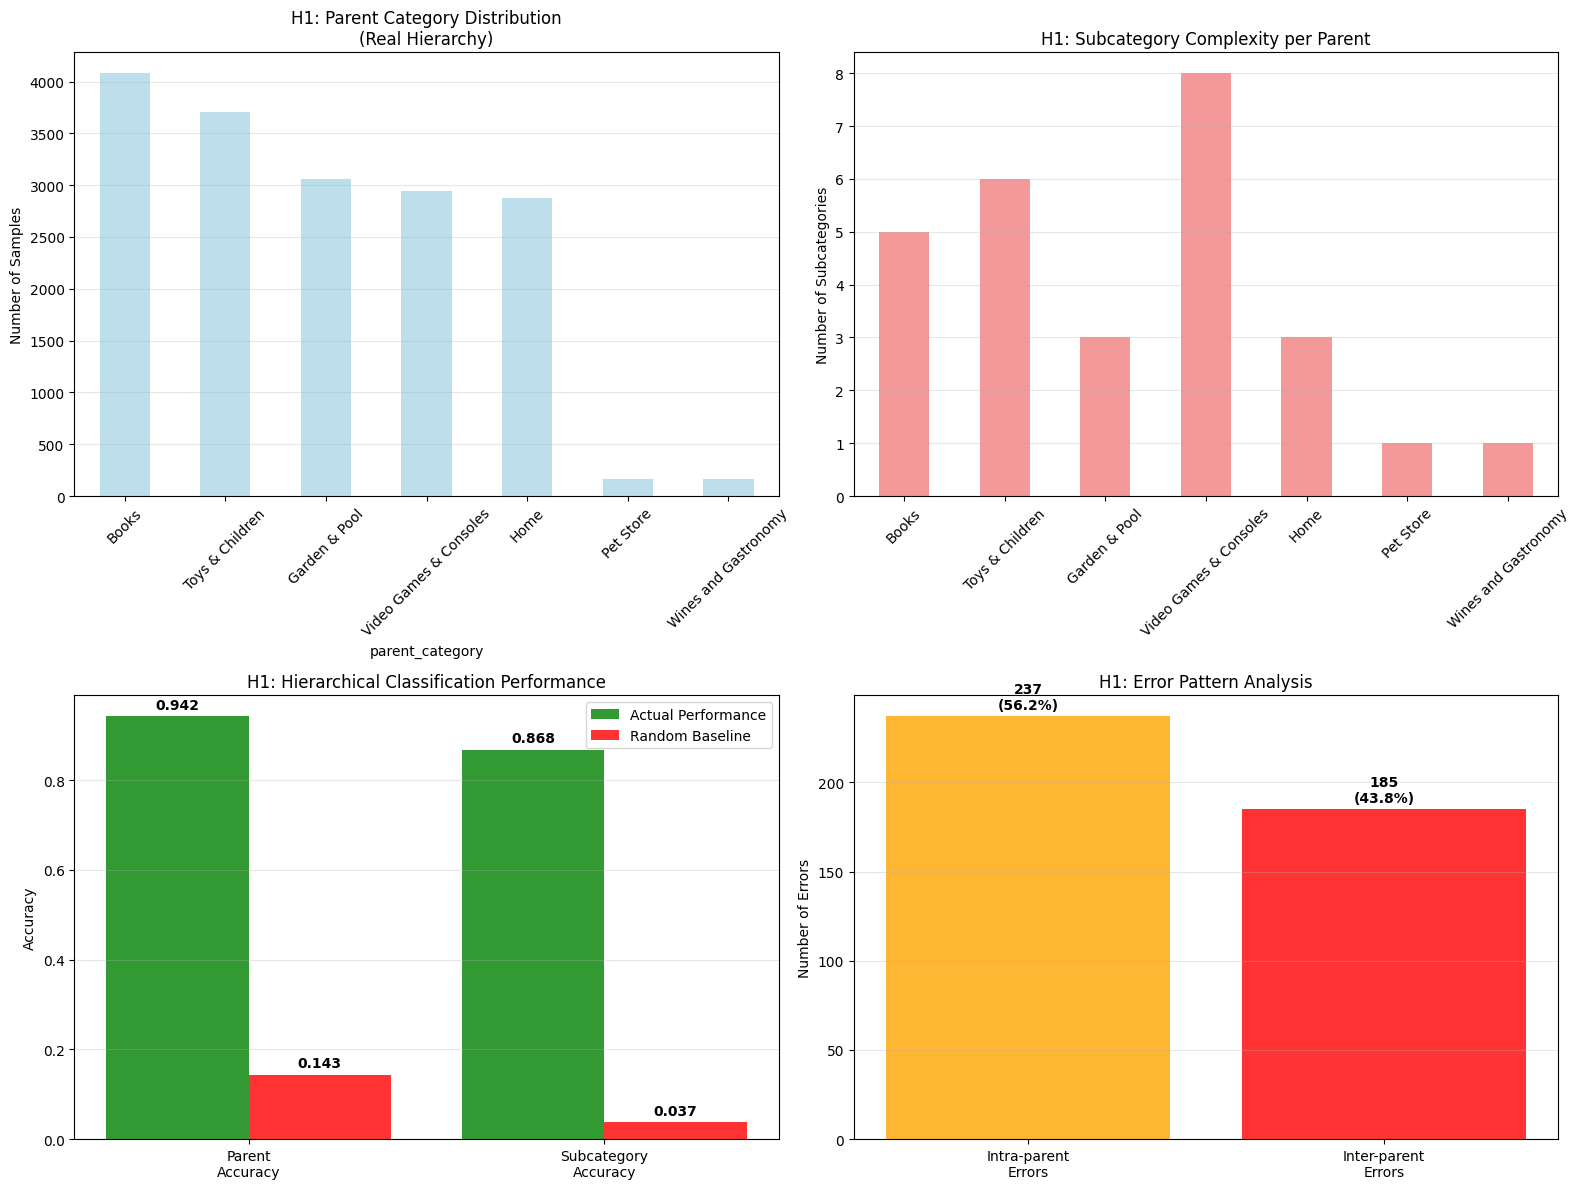 H1: Parent Category Distribution
(Real Hierarchy)
Number of Samples
4000
3500
3000
2500
2000
1500
1000
500
0
Books
Toys & Children
Garden & Pool
Video Games & Consoles
Home
Pet Store
Wines and Gastronomy
parent_category
H1: Subcategory Complexity per Parent
Number of Subcategories
8
7
6
5
4
3
2
1
0
Books
Toys & Children
Garden & Pool
Video Games & Consoles
Home
Pet Store
Wines and Gastronomy
H1: Hierarchical Classification Performance
Accuracy
0.8
0.6
0.4
0.2
0.0
0.942
0.143
0.868
0.037
Actual Performance
Random Baseline
Parent
Accuracy
Subcategory
Accuracy
H1: Error Pattern Analysis
Number of Errors
200
150
100
50
0
237
(56.2%)
185
(43.8%)
Intra-parent
Errors
Inter-parent
Errors